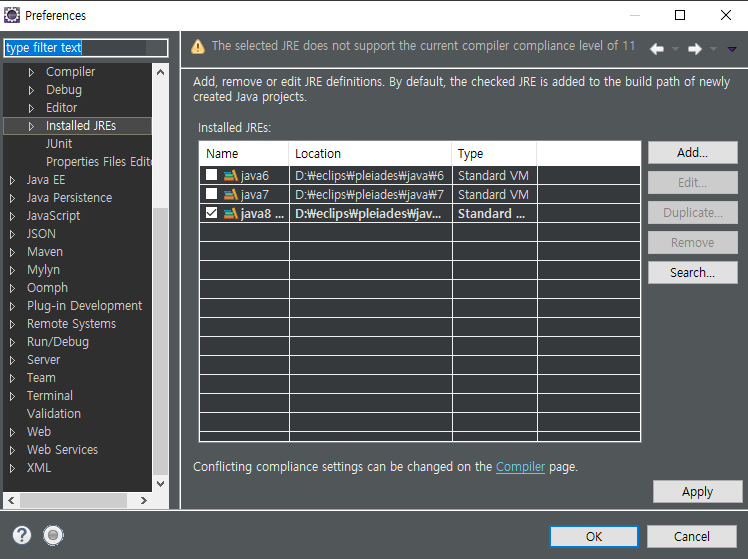 Preferences
type filter text
The selected JRE does not support the current compiler compliance level of 11
Compiler
Debug
Editor
Installed JREs
JUnit
Properties Files Edito
Java EE
Java Persistence
JavaScript
JSON
Maven
Mylyn
Oomph
Plug-in Development
Remote Systems
Run/Debug
Server
Team
Terminal
Validation
Web
Web Services
XML
Add, remove or edit JRE definitions. By default, the checked JRE is added to the build path of newly
created Java projects.
Installed JREs:
Name Location Type
java6 D:₩eclips₩pleiades₩java₩6 Standard VM
java7 D:₩eclips₩pleiades₩java₩7 Standard VM
java8 ... D:₩eclips₩pleiades₩jav... Standard ...
Add...
Edit...
Duplicate...
Remove
Search...
Conflicting compliance settings can be changed on the Compiler page.
Apply
?
OK Cancel